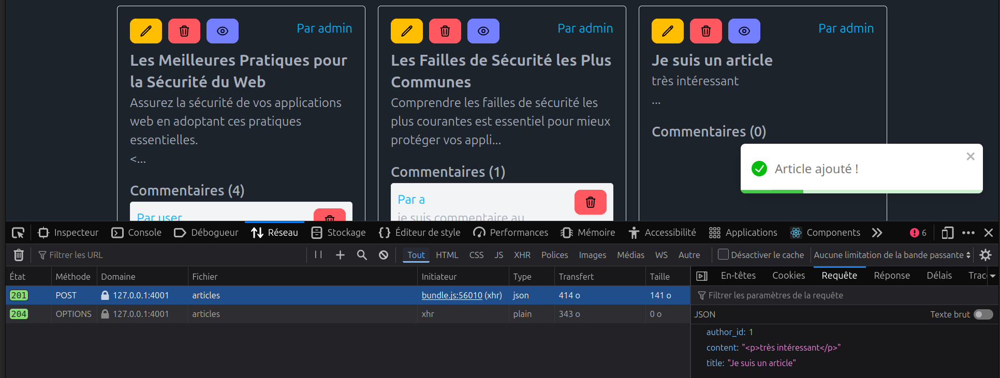 Par admin
Les Meilleures Pratiques pour
la Sécurité du Web
Assurez la sécurité de vos applications
web en adoptant ces pratiques
essentielles.
<...
Commentaires (4)
Par user
Par admin
Les Failles de Sécurité les Plus
Communes
Comprendre les failles de sécurité les
plus courantes est essentiel pour mieux
protéger vos appli...
Commentaires (1)
Par a
je suis commentaire au
Par admin
Je suis un article
très intéressant
...
Commentaires (0)
Article ajouté !
Inspecteur Console Débogueur Réseau Stockage Éditeur de style Performances Mémoire Accessibilité Applications Components 6
Filtrer les URL Tout HTML CSS JS XHR Polices Images Médias WS Autre Désactiver le cache Aucune limitation de la bande passante
État Méthode Domaine Fichier Initiateur Type Transfert Taille
201 POST 127.0.0.1:4001 articles bundle.js:56010 (xhr) json 414 o 141 o
204 OPTIONS 127.0.0.1:4001 articles xhr plain 343 o 0 o
En-têtes Cookies Requête Réponse Délais Trac
Filtrer les paramètres de la requête
JSON Texte brut
author_id: 1
content: "<p>très intéressant</p>"
title: "Je suis un article"